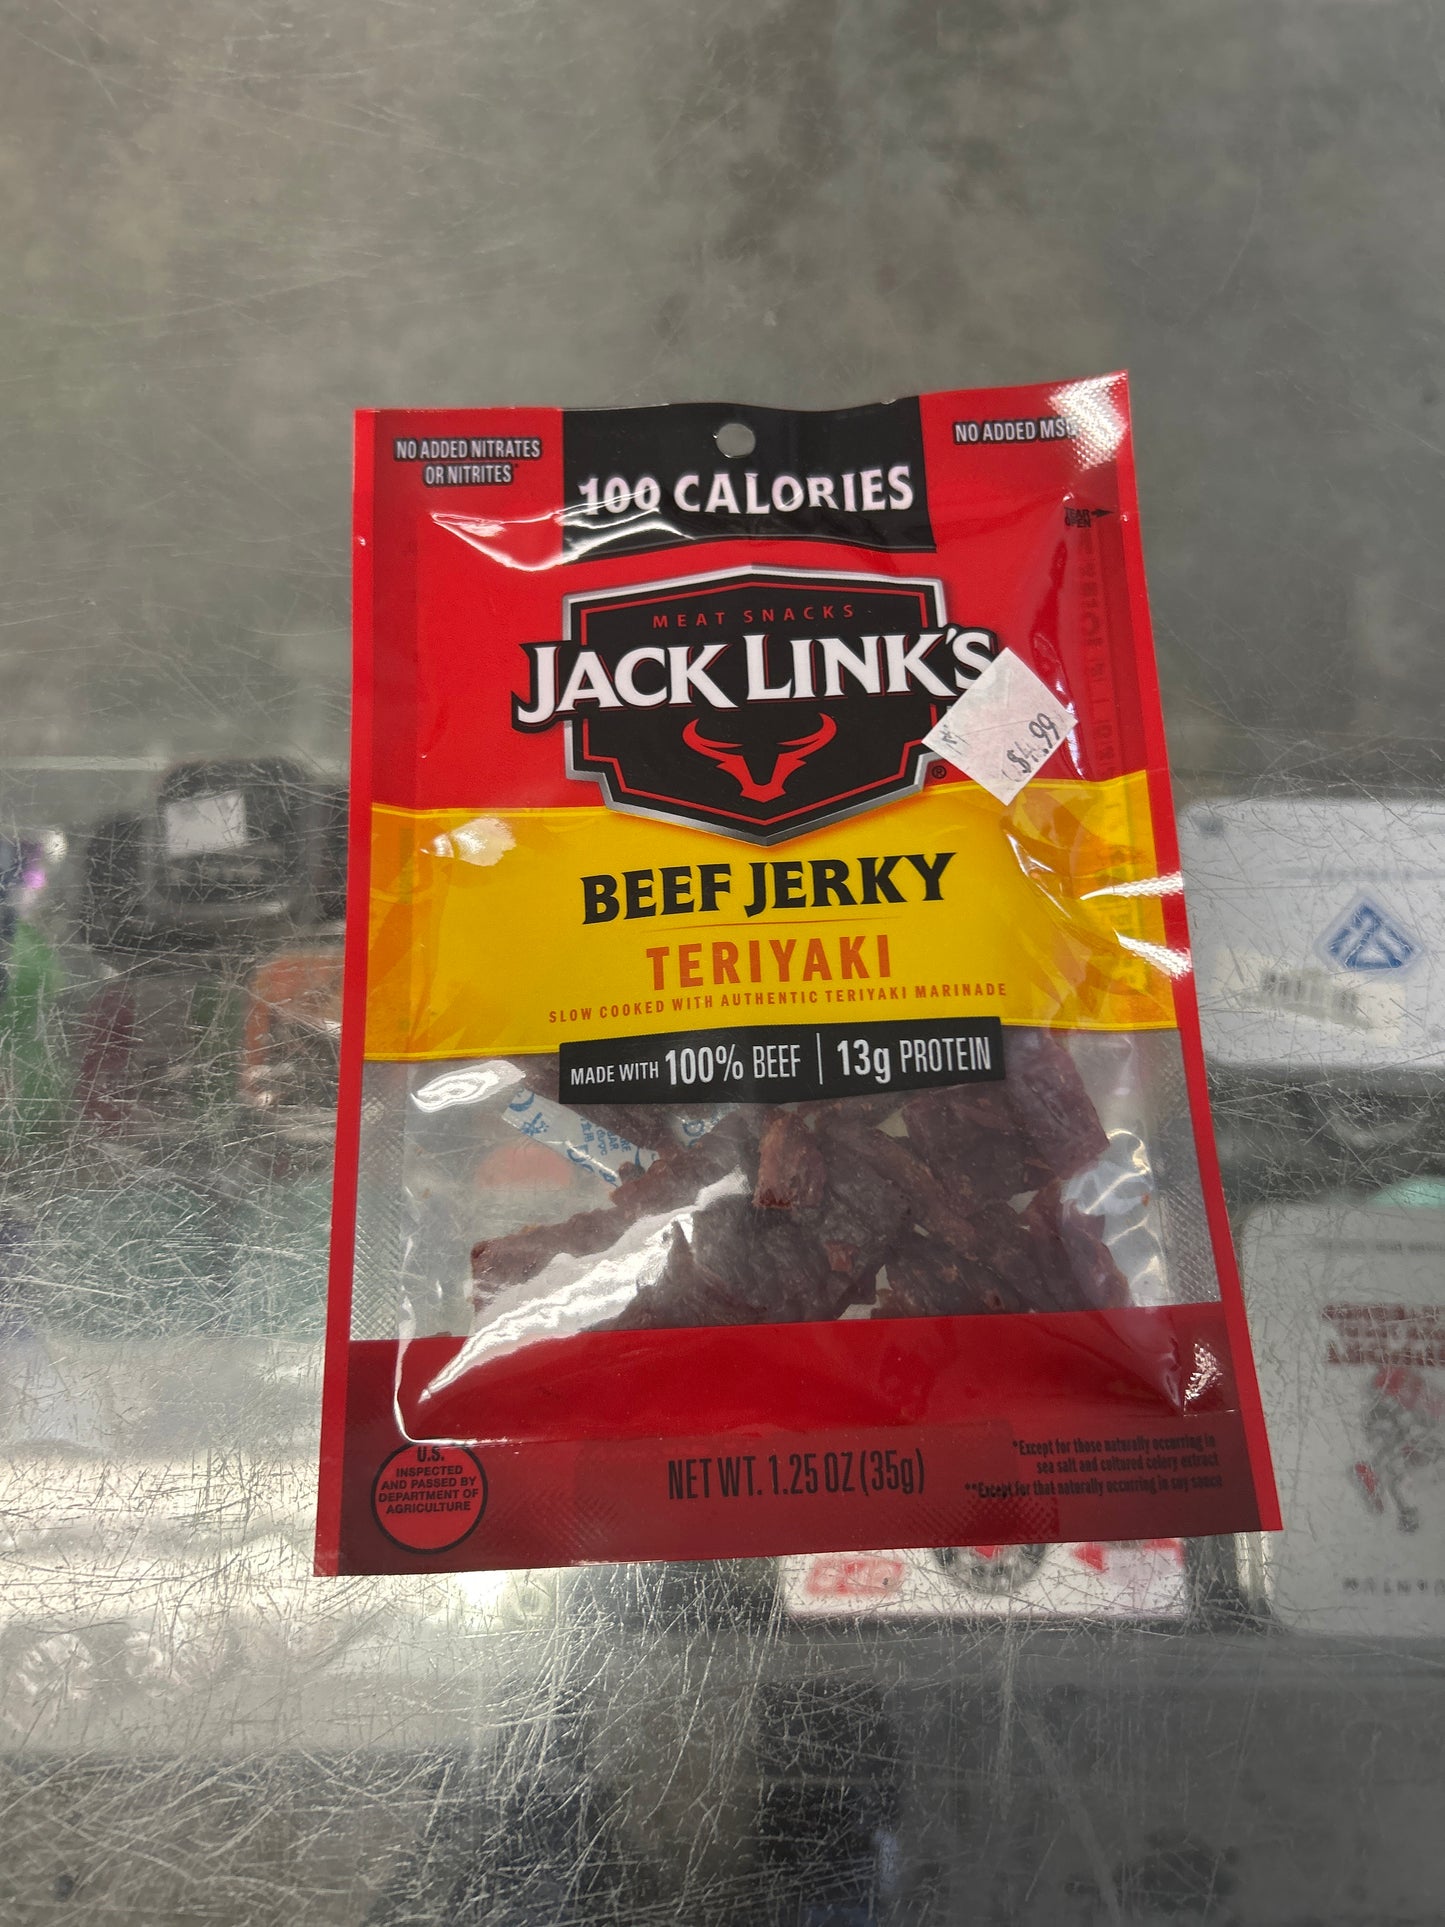 NO ADDED NITRATES
OR NITRITES*
NO ADDED MSG
100 CALORIES
TEAR
OPEN
MEAT SNACKS
JACK LINK'S
®
$4.99
BEEF JERKY
TERIYAKI
SLOW COOKED WITH AUTHENTIC TERIYAKI MARINADE
MADE WITH 100% BEEF | 13g PROTEIN
U.S.
INSPECTED
AND PASSED BY
DEPARTMENT OF
AGRICULTURE
NET WT. 1.25 OZ (35g)
*Except for those naturally occurring in
sea salt and cultured celery extract
**Except for that naturally occurring in soy sauce